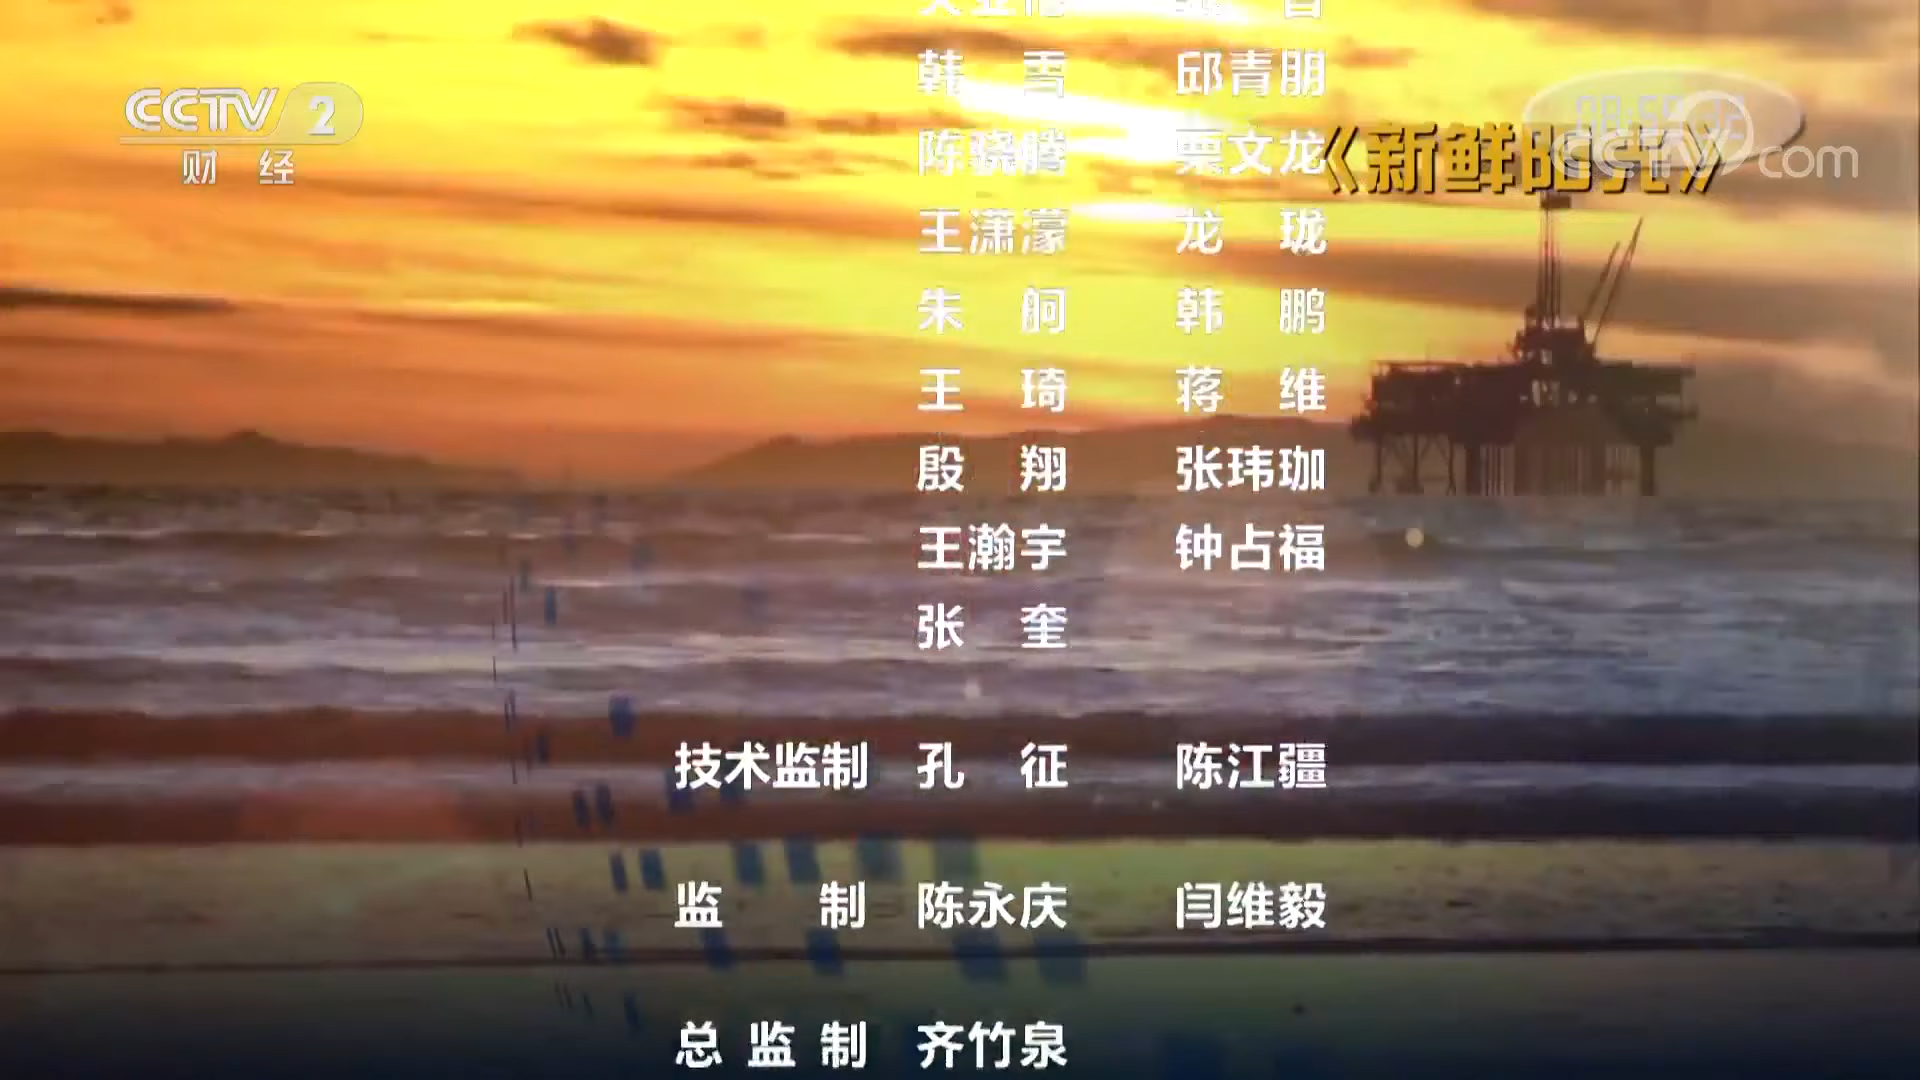 CCTV 2
财 经
韩 雪 邱青朋
陈骁腾 栗文龙
《新鲜阳光》
CCTV com
王潇濛 龙 珑
朱 舸 韩 鹏
王 琦 蒋 维
殷 翔 张玮珈
王瀚宇 钟占福
张 奎
技术监制 孔 征 陈江疆
监 制 陈永庆 闫维毅
总 监 制 齐竹泉